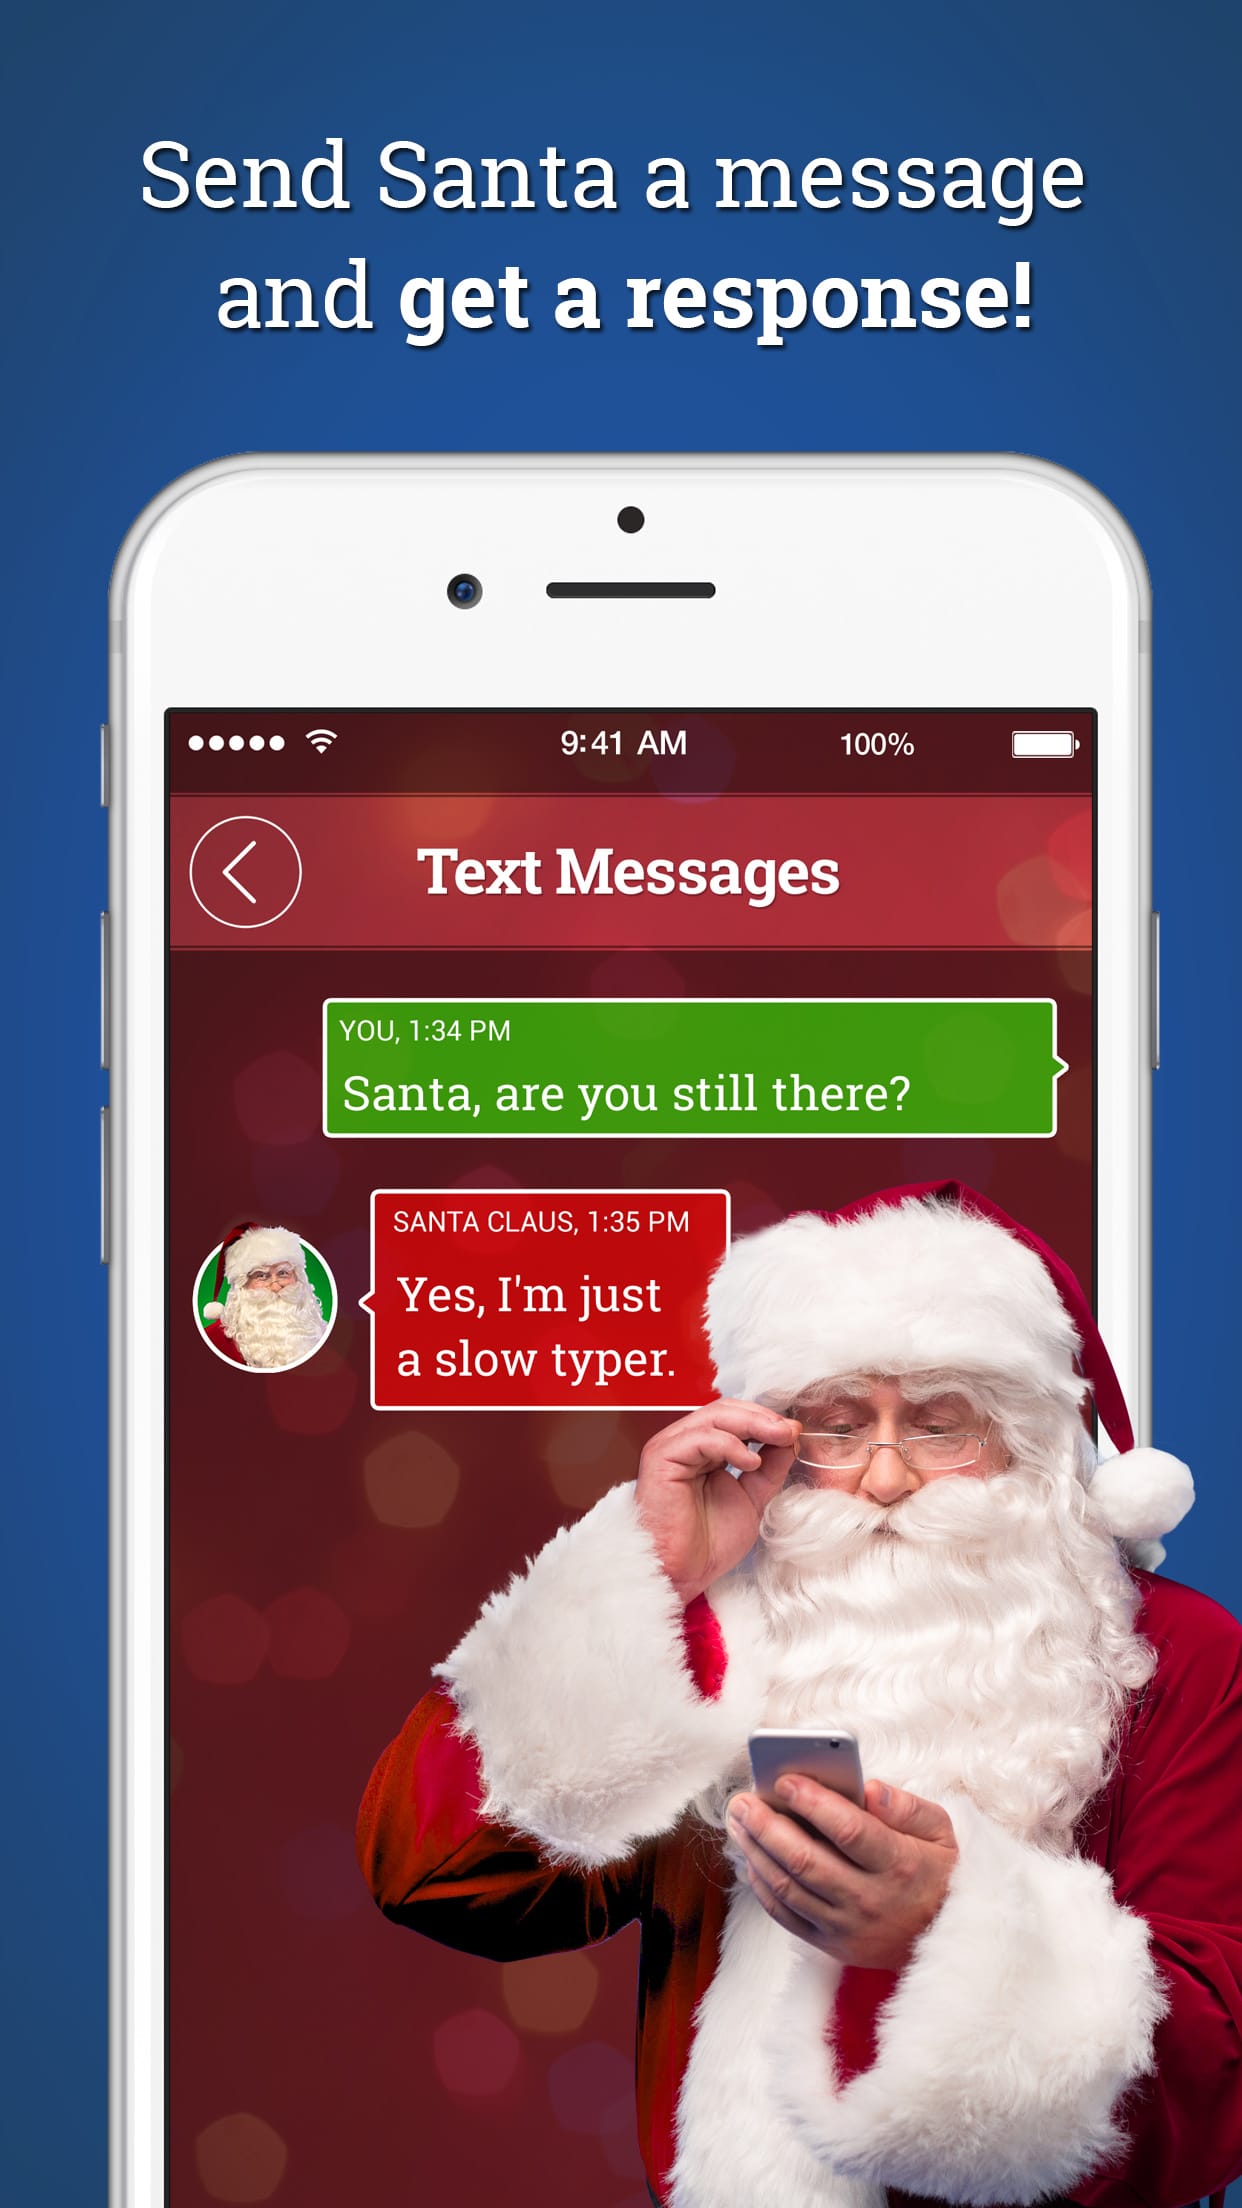 Send Santa a message
and get a response!
9:41 AM 100%
Text Messages
YOU, 1:34 PM
Santa, are you still there?
SANTA CLAUS, 1:35 PM
Yes, I'm just
a slow typer.